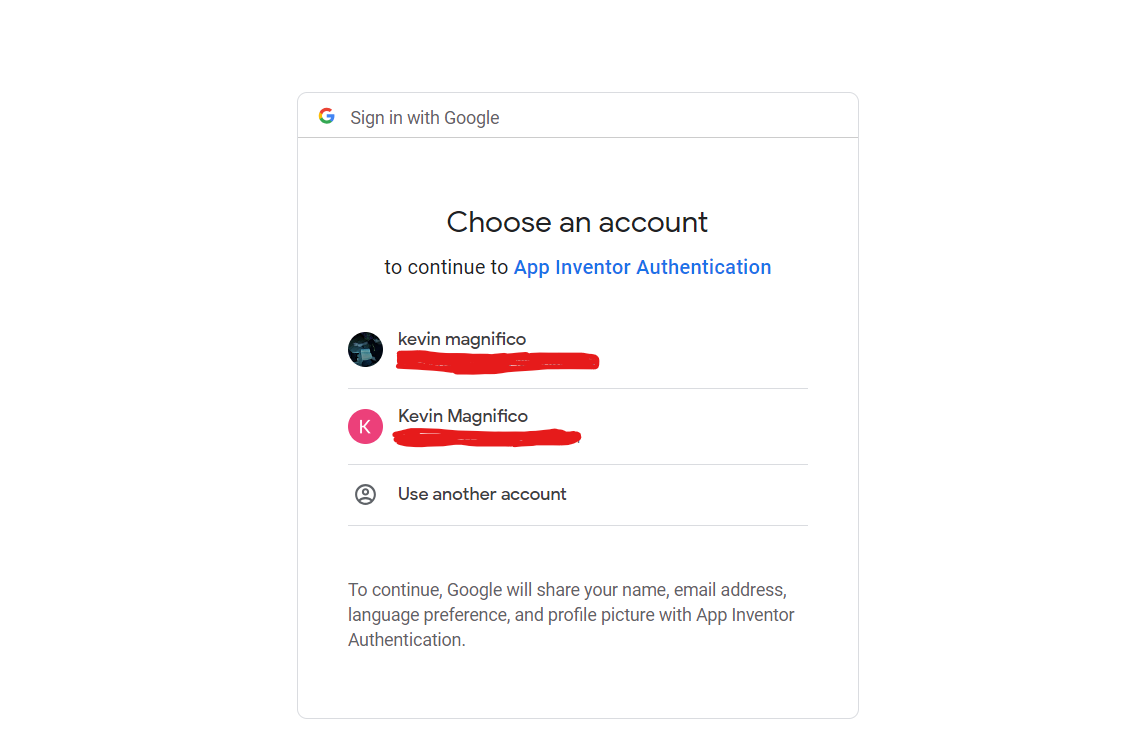 Sign in with Google
Choose an account
to continue to App Inventor Authentication
kevin magnifico
K
Kevin Magnifico
Use another account
To continue, Google will share your name, email address,
language preference, and profile picture with App Inventor
Authentication.